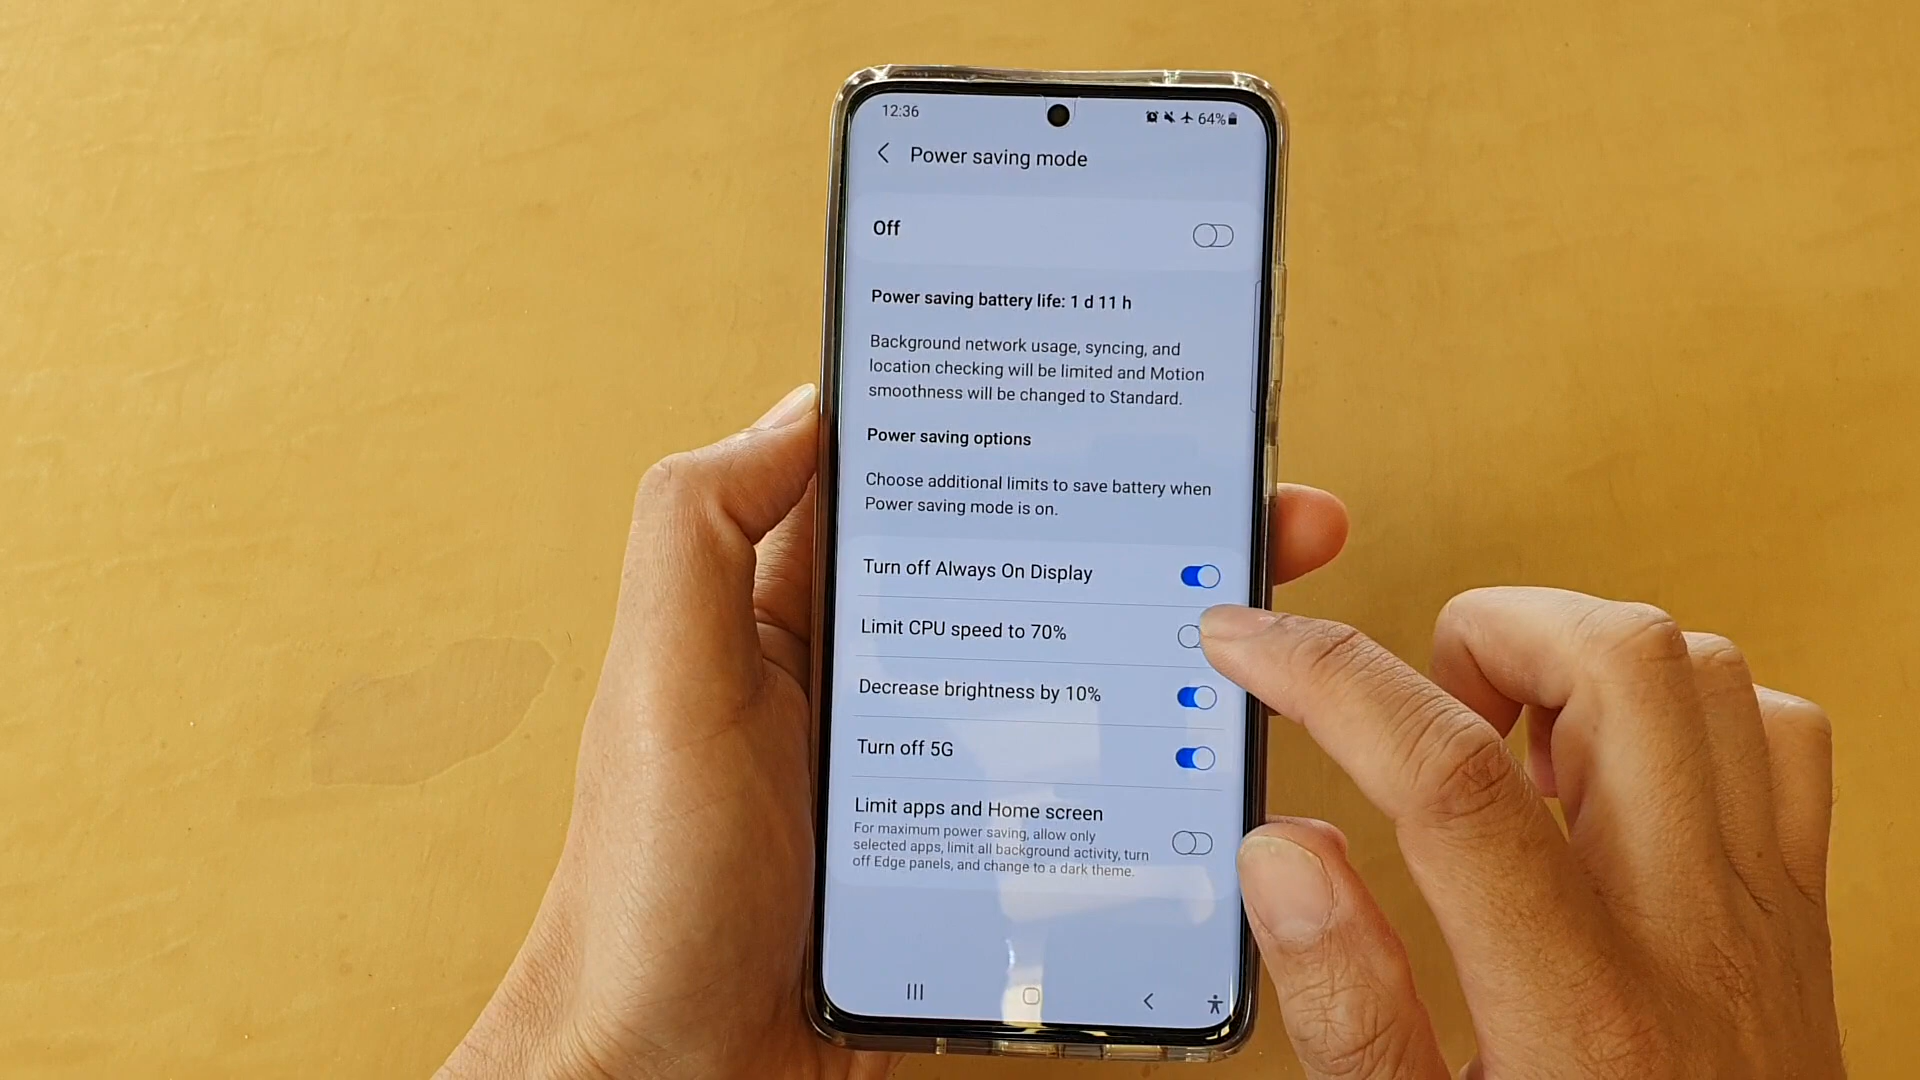 12:36
64%
Power saving mode
Off
Power saving battery life: 1 d 11 h
Background network usage, syncing, and
location checking will be limited and Motion
smoothness will be changed to Standard.
Power saving options
Choose additional limits to save battery when
Power saving mode is on.
Turn off Always On Display
Limit CPU speed to 70%
Decrease brightness by 10%
Turn off 5G
Limit apps and Home screen
For maximum power saving, allow only
selected apps, limit all background activity, turn
off Edge panels, and change to a dark theme.